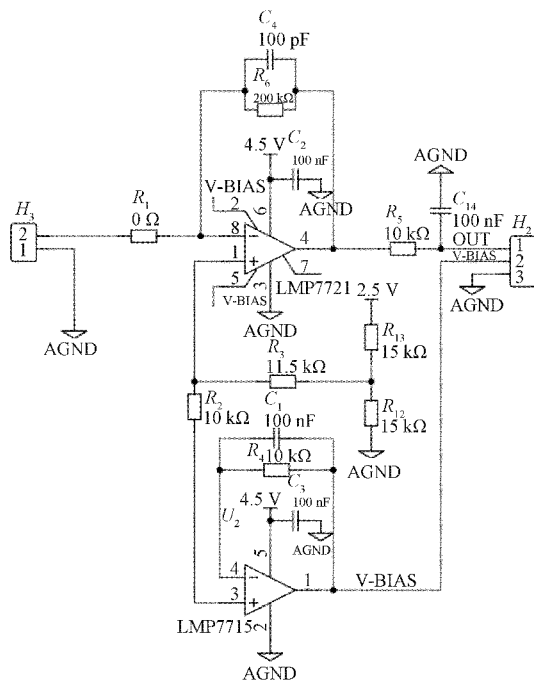 C4
100 pF
R6
200 kΩ
4.5 V
C2
100 nF
AGND
V-BIAS
2
6
R1
0 Ω
H3
2
1
AGND
8
1
5
V-BIAS
3
4
7
LMP7721
AGND
R5
10 kΩ
AGND
C14
100 nF
OUT
V-BIAS
H2
1
2
3
AGND
2.5 V
R13
15 kΩ
R3
11.5 kΩ
R12
15 kΩ
AGND
R2
10 kΩ
C1
100 nF
R4 10 kΩ
C3
4.5 V
100 nF
AGND
U2
5
4
3
1
2
V-BIAS
LMP7715
AGND